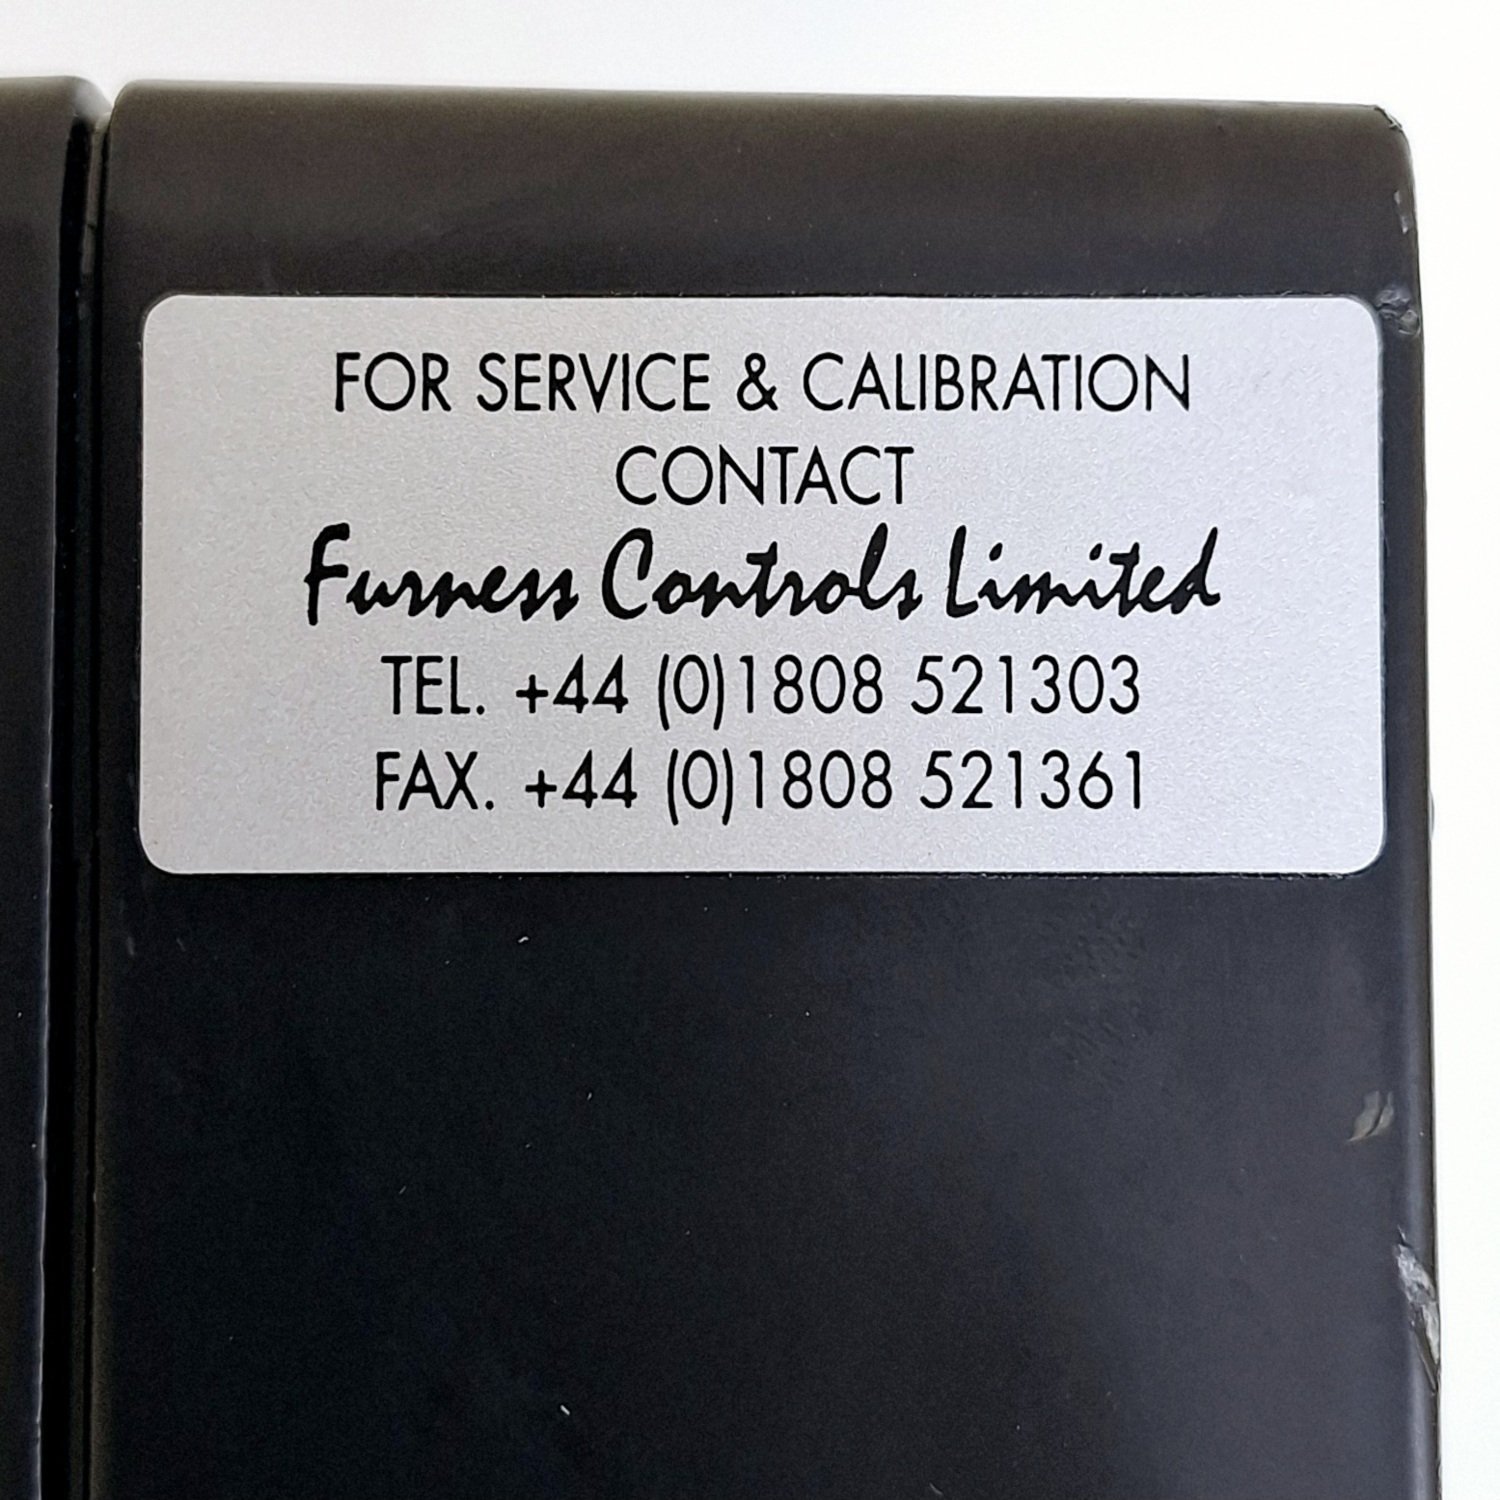 FOR SERVICE & CALIBRATION
CONTACT
Furness Controls Limited
TEL. +44 (0)1808 521303
FAX. +44 (0)1808 521361